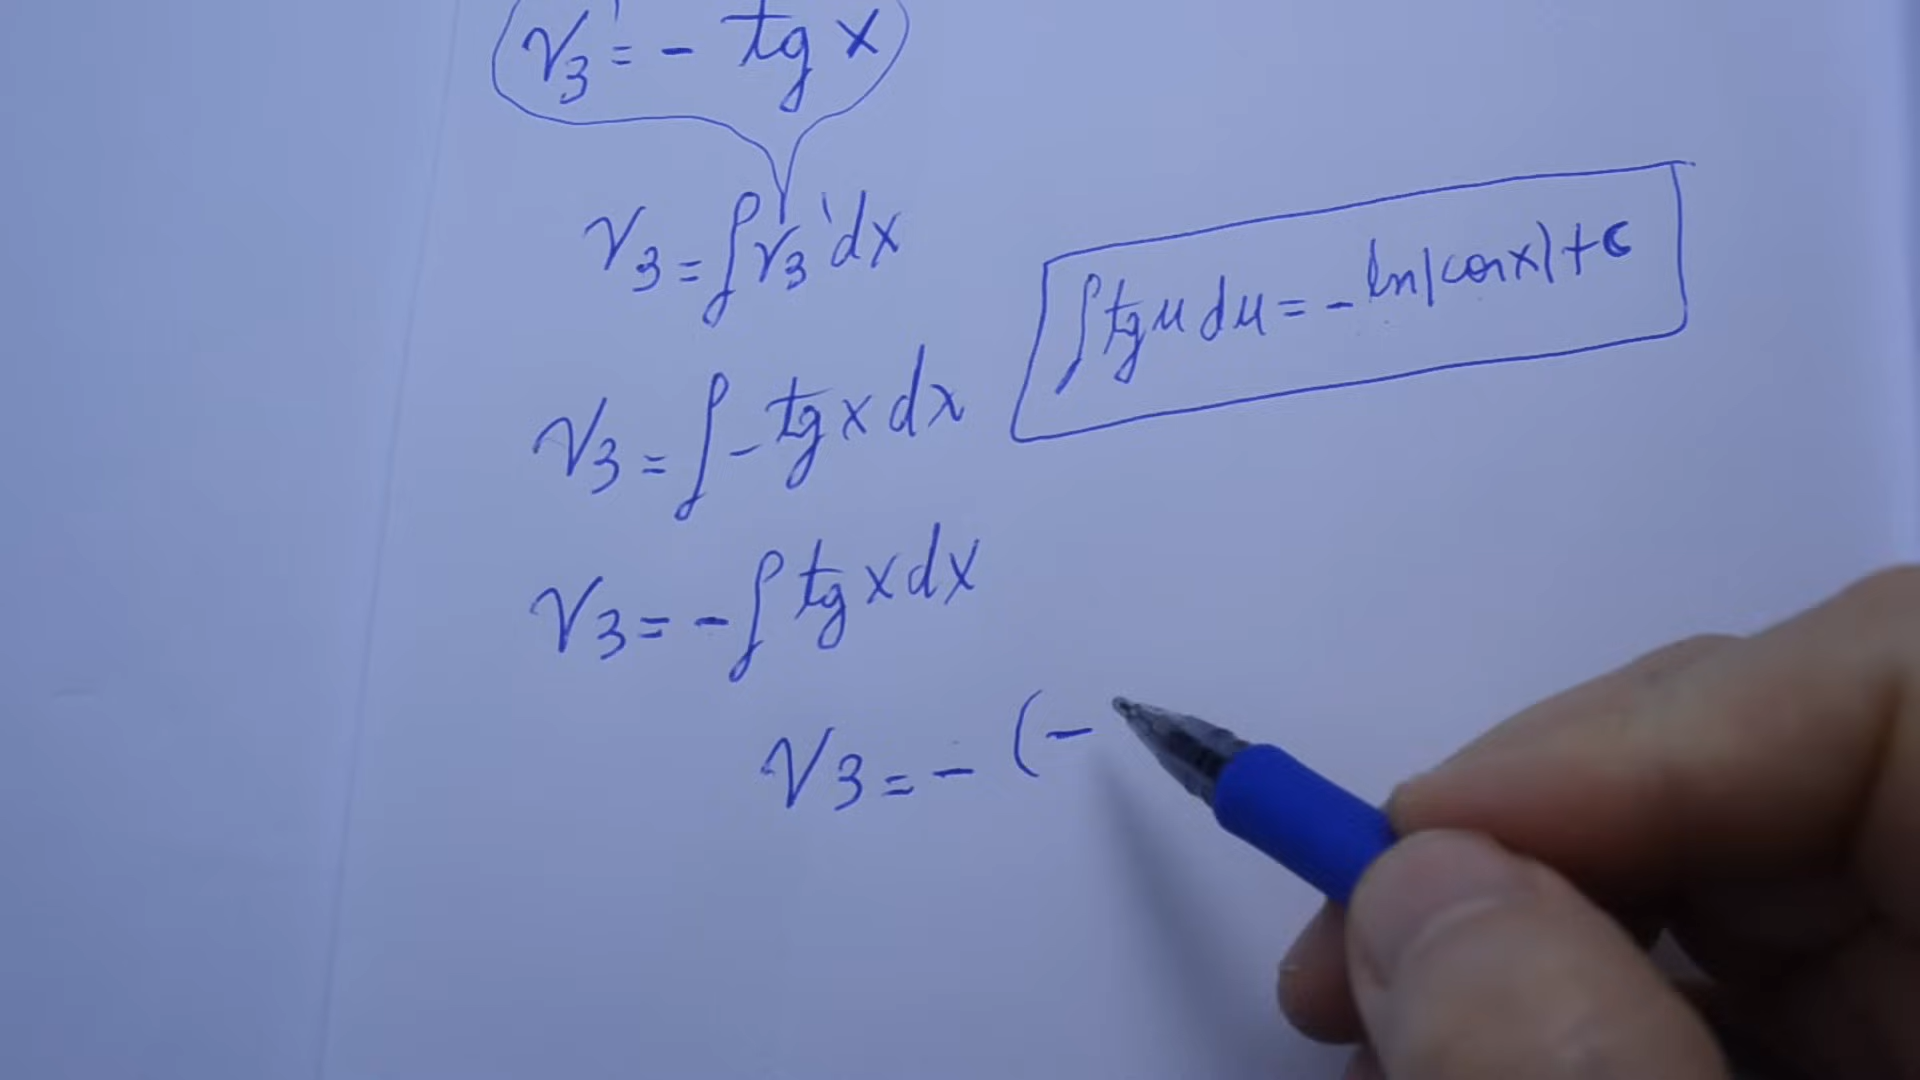 V₃' = - tg x
V₃ = ∫V₃' dx
∫tg u du = - ln|cos x| + c
V₃ = ∫- tg x dx
V₃ = - ∫ tg x dx
V₃ = - (-